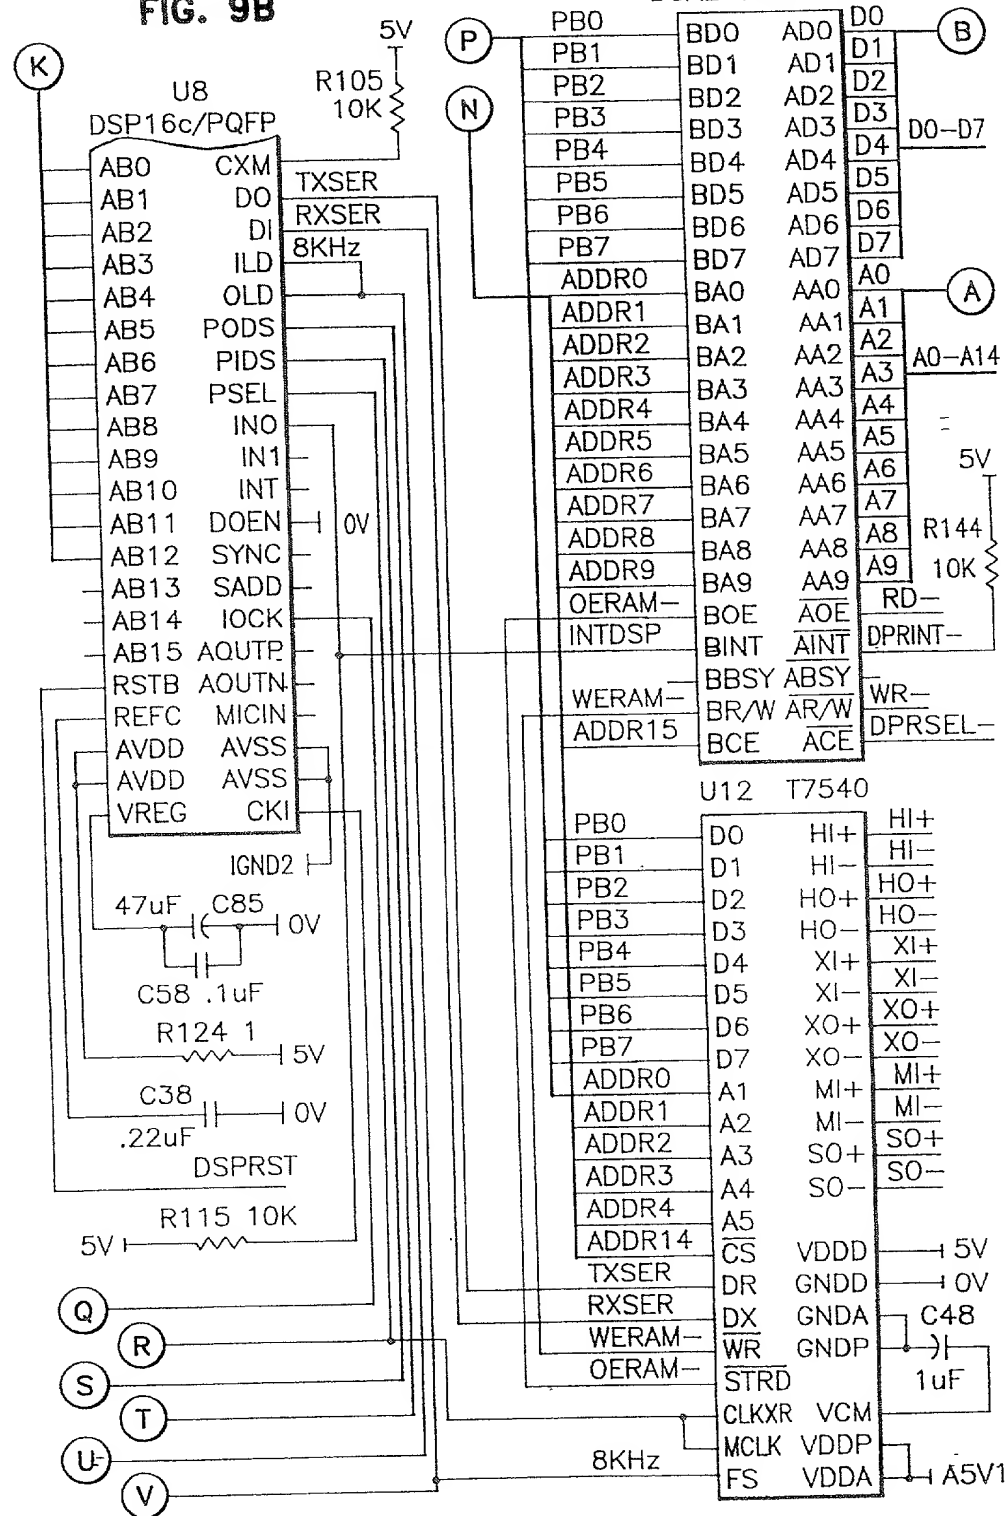 FIG. 9B
K
U8
DSP16c/PQFP
5V
R105
10K
AB0 CXM
AB1 DO
AB2 DI
AB3 ILD
AB4 OLD
AB5 PODS
AB6 PIDS
AB7 PSEL
AB8 INO
AB9 IN1
AB10 INT
AB11 DOEN
AB12 SYNC
AB13 SADD
AB14 IOCK
AB15 AQUTP
RSTB AOUTN
REFC MICIN
AVDD AVSS
AVDD AVSS
VREG CKI
TXSER
RXSER
8KHz
0V
IGND2
47uF C85
0V
C58 .1uF
R124 1
5V
C38
0V
.22uF
DSPRST
R115 10K
5V
Q
R
S
T
U
V
P
N
PB0 BD0 AD0 D0
PB1 BD1 AD1 D1
PB2 BD2 AD2 D2
PB3 BD3 AD3 D3
PB4 BD4 AD4 D4
PB5 BD5 AD5 D5
PB6 BD6 AD6 D6
PB7 BD7 AD7 D7
ADDR0 BA0 AA0 A0
ADDR1 BA1 AA1 A1
ADDR2 BA2 AA2 A2
ADDR3 BA3 AA3 A3
ADDR4 BA4 AA4 A4
ADDR5 BA5 AA5 A5
ADDR6 BA6 AA6 A6
ADDR7 BA7 AA7 A7
ADDR8 BA8 AA8 A8
ADDR9 BA9 AA9 A9
OERAM- BOE AOE RD-
INTDSP BINT AINT DPRINT-
BBSY ABSY
WERAM- BR/W AR/W WR-
ADDR15 BCE ACE DPRSEL-
B
D0-D7
A
A0-A14
5V
R144
10K
U12 T7540
PB0 D0 HI+ HI+
PB1 D1 HI- HI-
PB2 D2 HO+ HO+
PB3 D3 HO- HO-
PB4 D4 XI+ XI+
PB5 D5 XI- XI-
PB6 D6 XO+ XO+
PB7 D7 XO- XO-
ADDR0 A1 MI+ MI+
ADDR1 A2 MI- MI-
ADDR2 A3 SO+ SO+
ADDR3 A4 SO- SO-
ADDR4 A5
ADDR14 CS VDDD 5V
TXSER DR GNDD 0V
RXSER DX GNDA C48
WERAM- WR GNDP
OERAM- STRD 1uF
CLKXR VCM
MCLK VDDP
8KHz FS VDDA A5V1